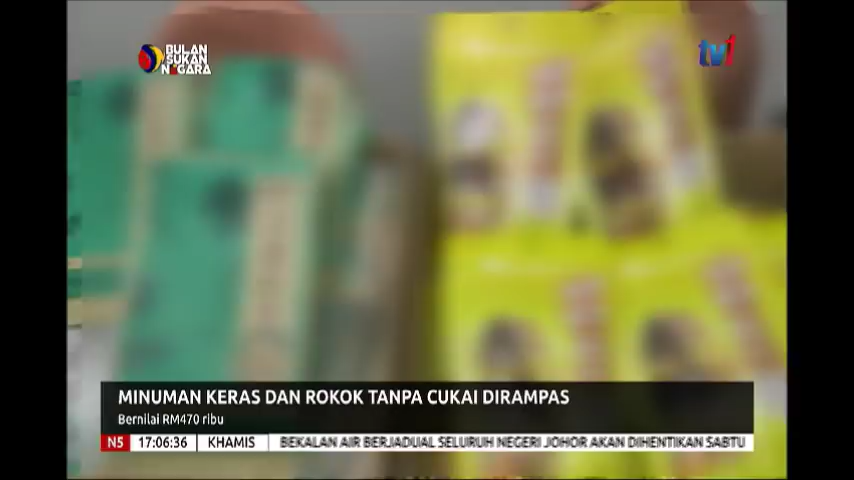 BULAN
SUKAN
NEGARA
tv1
MINUMAN KERAS DAN ROKOK TANPA CUKAI DIRAMPAS
Bernilai RM470 ribu
N5 17:06:36 KHAMIS BEKALAN AIR BERJADUAL SELURUH NEGERI JOHOR AKAN DIHENTIKAN SABTU